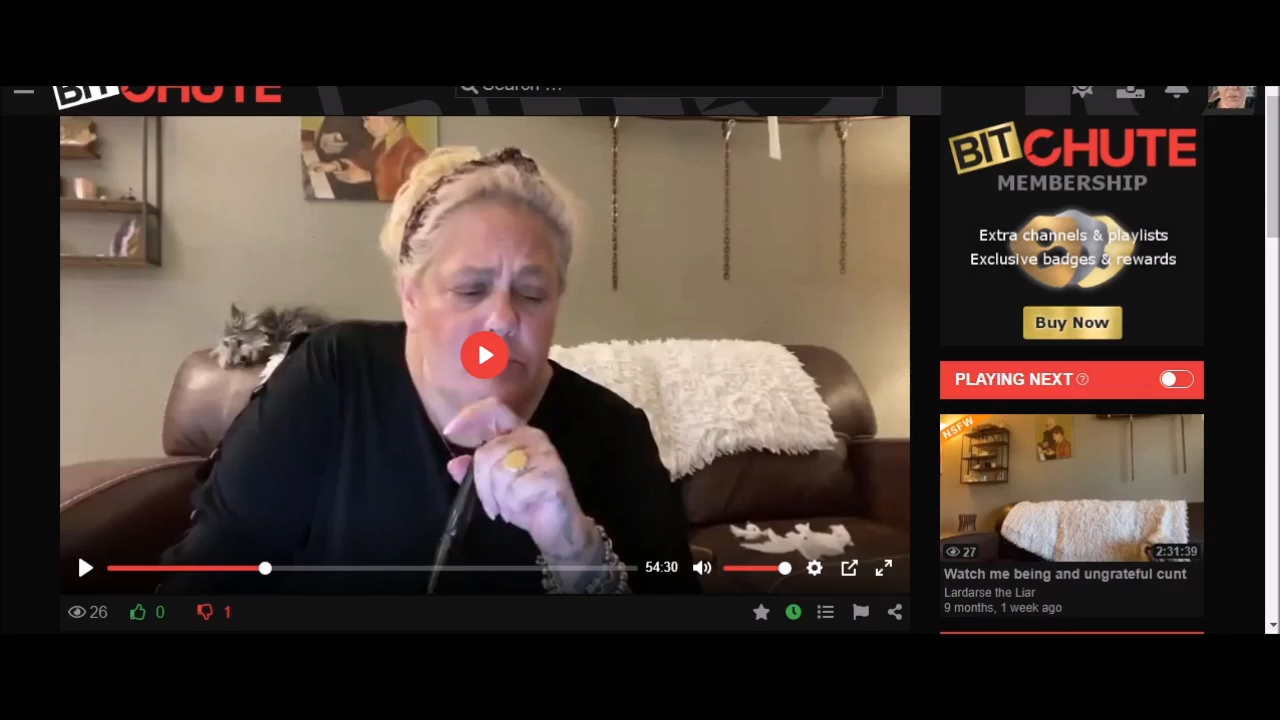 BITCHUTE
Search ...
BITCHUTE
MEMBERSHIP
Extra channels & playlists
Exclusive badges & rewards
Buy Now
PLAYING NEXT ?
NSFW
27
2:31:39
Watch me being and ungrateful cunt
Lardarse the Liar
9 months, 1 week ago
54:30
26
0
1